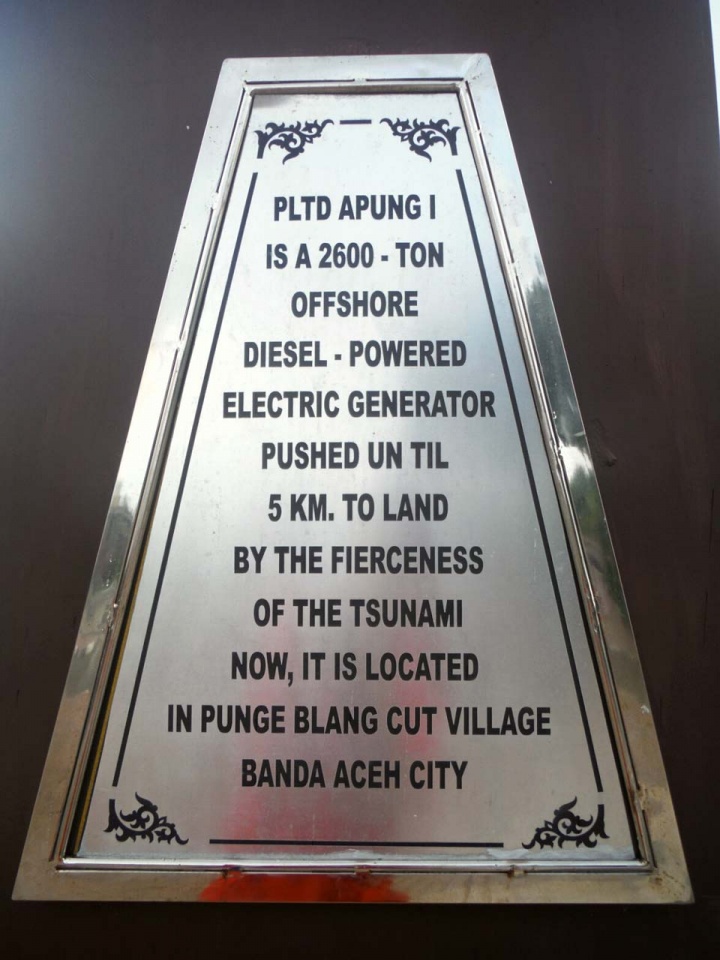 PLTD APUNG I
IS A 2600 - TON
OFFSHORE
DIESEL - POWERED
ELECTRIC GENERATOR
PUSHED UN TIL
5 KM. TO LAND
BY THE FIERCENESS
OF THE TSUNAMI
NOW, IT IS LOCATED
IN PUNGE BLANG CUT VILLAGE
BANDA ACEH CITY